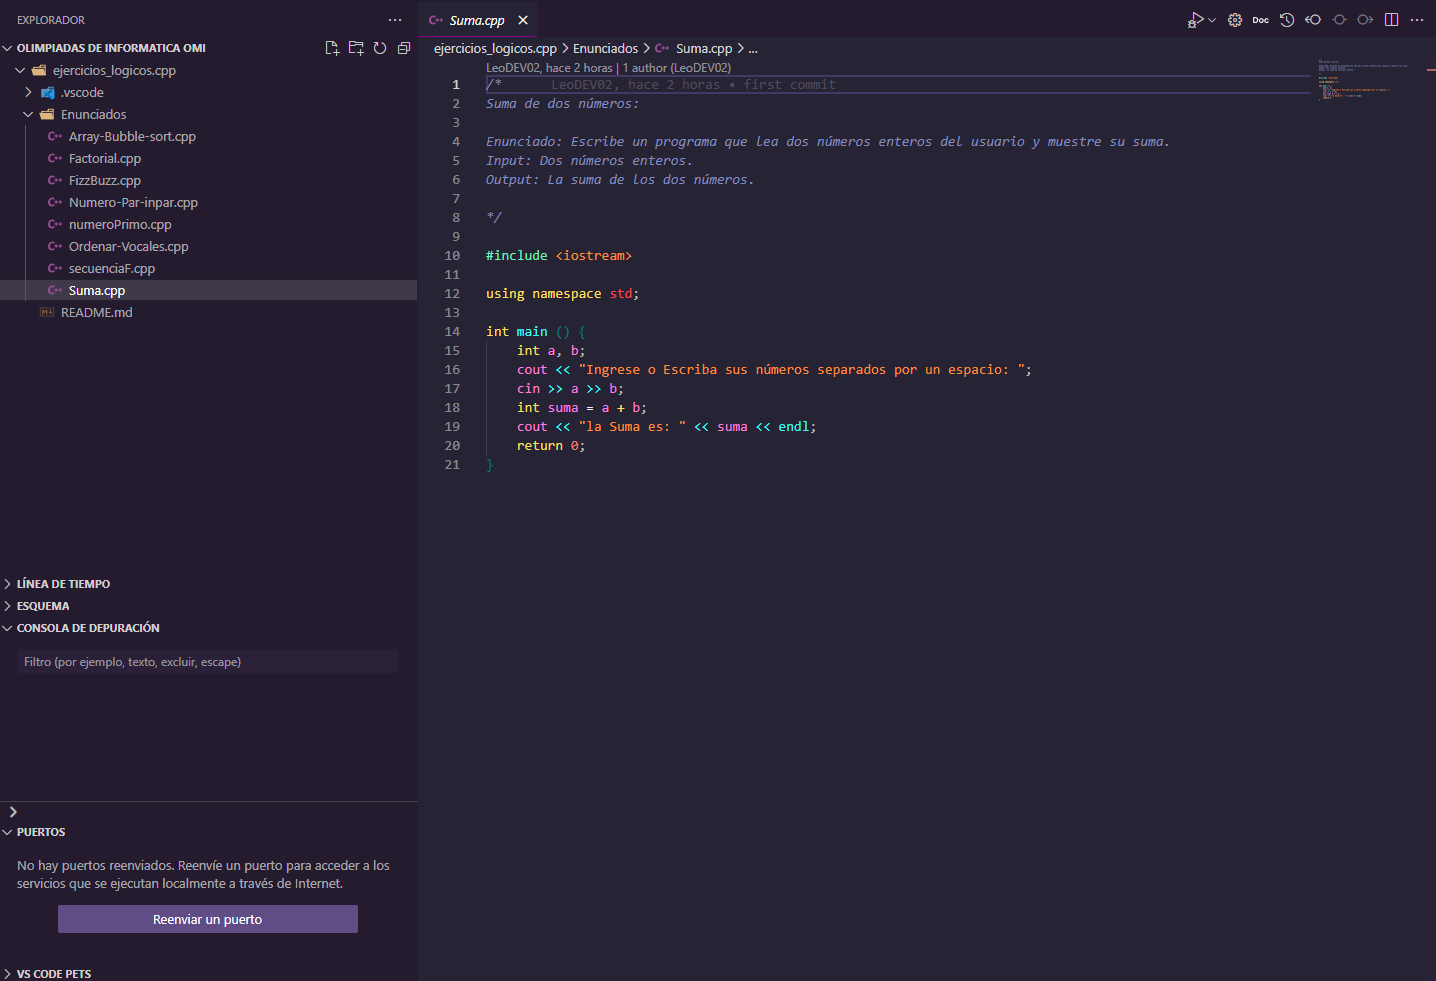 EXPLORADOR
OLIMPIADAS DE INFORMATICA OMI
ejercicios_logicos.cpp
.vscode
Enunciados
Array-Bubble-sort.cpp
Factorial.cpp
FizzBuzz.cpp
Numero-Par-inpar.cpp
numeroPrimo.cpp
Ordenar-Vocales.cpp
secuenciaF.cpp
Suma.cpp
README.md
LÍNEA DE TIEMPO
ESQUEMA
CONSOLA DE DEPURACIÓN
Filtro (por ejemplo, texto, excluir, escape)
PUERTOS
No hay puertos reenviados. Reenvíe un puerto para acceder a los
servicios que se ejecutan localmente a través de Internet.
Reenviar un puerto
VS CODE PETS
Suma.cpp
Doc
ejercicios_logicos.cpp > Enunciados > Suma.cpp > ...
LeoDEV02, hace 2 horas | 1 author (LeoDEV02)
1 /* LeoDEV02, hace 2 horas • first commit
2 Suma de dos números:
3
4 Enunciado: Escribe un programa que lea dos números enteros del usuario y muestre su suma.
5 Input: Dos números enteros.
6 Output: La suma de los dos números.
7
8 */
9
10 #include <iostream>
11
12 using namespace std;
13
14 int main () {
15 int a, b;
16 cout << "Ingrese o Escriba sus números separados por un espacio: ";
17 cin >> a >> b;
18 int suma = a + b;
19 cout << "la Suma es: " << suma << endl;
20 return 0;
21 }